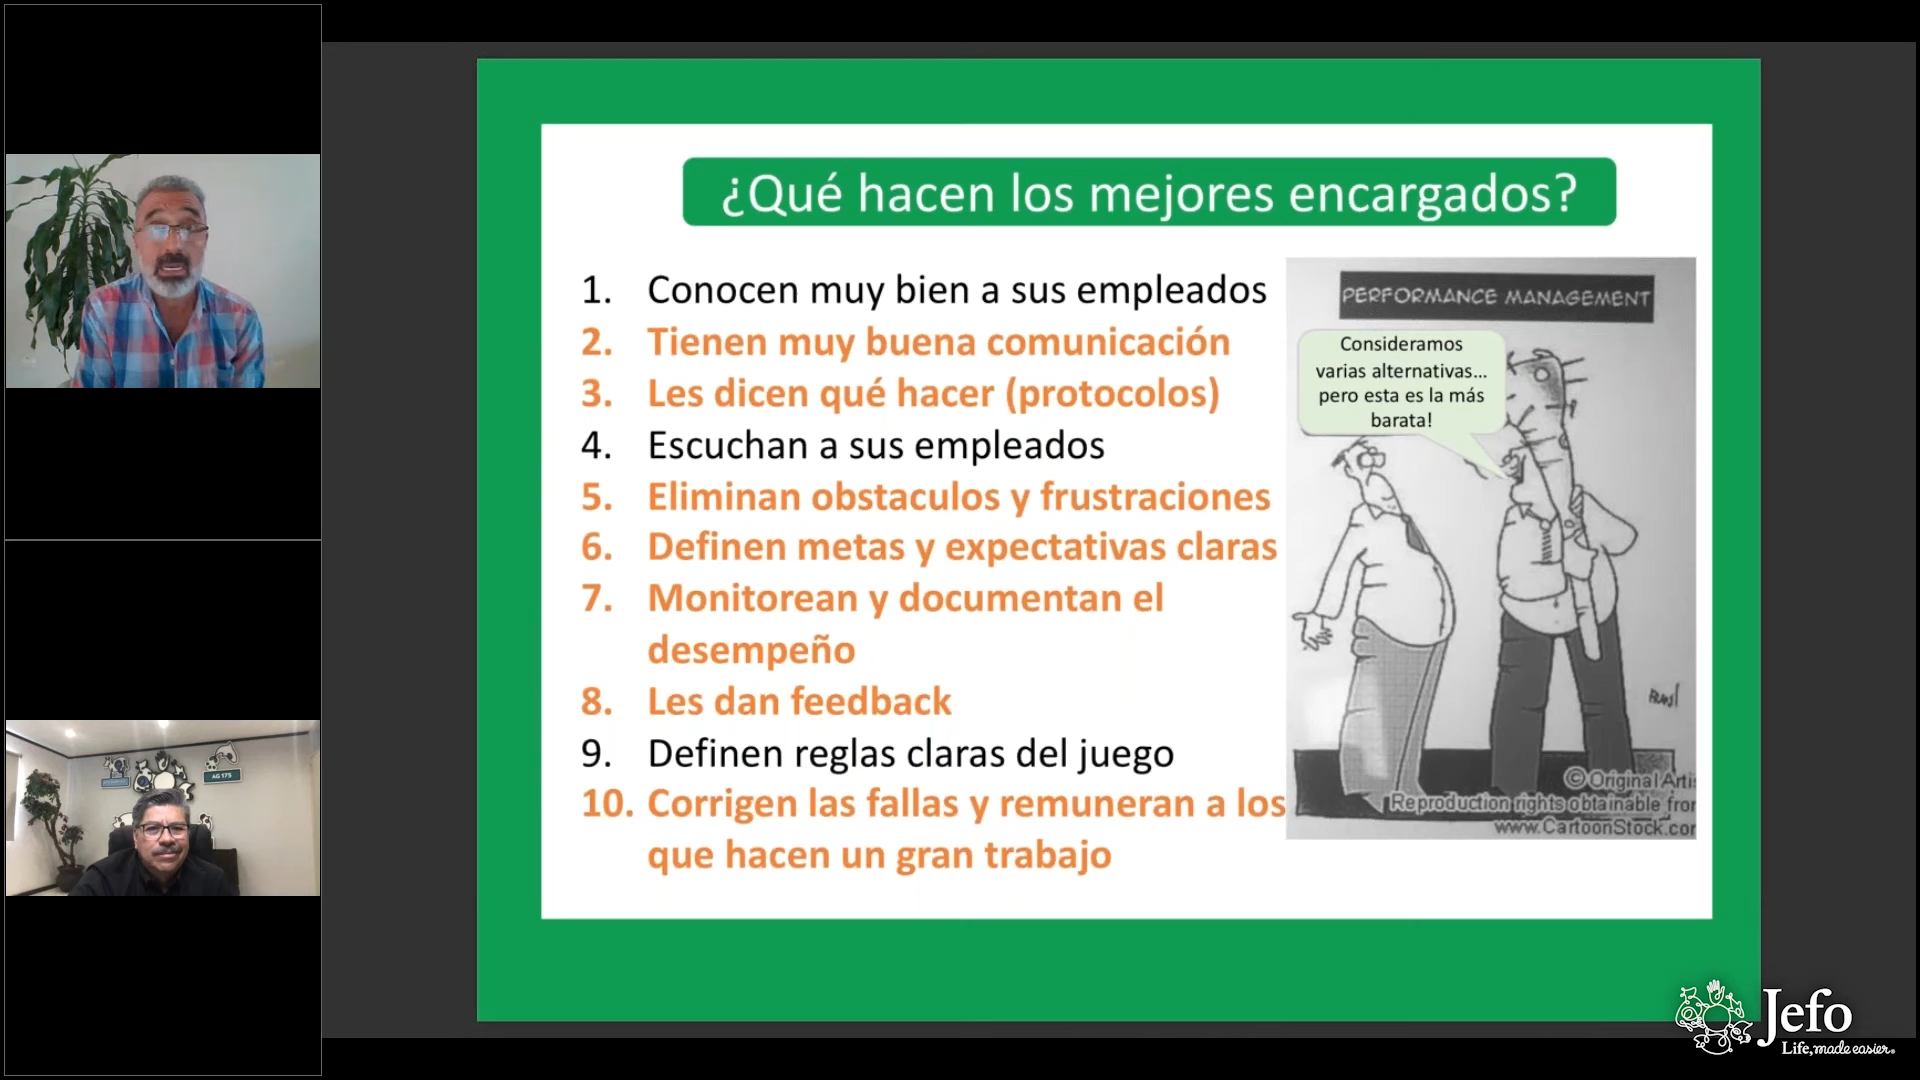 ¿Qué hacen los mejores encargados?
1. Conocen muy bien a sus empleados
2. Tienen muy buena comunicación
3. Les dicen qué hacer (protocolos)
4. Escuchan a sus empleados
5. Eliminan obstaculos y frustraciones
6. Definen metas y expectativas claras
7. Monitorean y documentan el
desempeño
8. Les dan feedback
9. Definen reglas claras del juego
10. Corrigen las fallas y remuneran a los
que hacen un gran trabajo
PERFORMANCE MANAGEMENT
Consideramos
varias alternativas...
pero esta es la más
barata!
© Original Arti
Reproduction rights obtainable fror
www.CartoonStock.cor
AG 175
Jefo
Life, made easier.